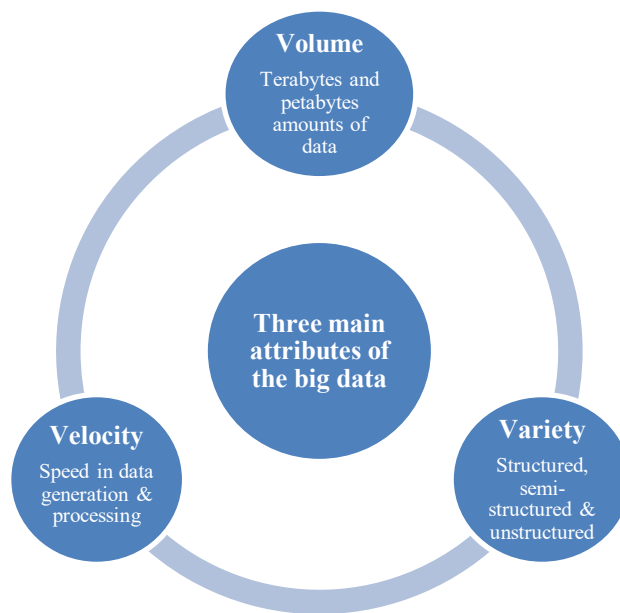 Volume
Terabytes and
petabytes
amounts of
data
Three main
attributes of
the big data
Velocity
Speed in data
generation &
processing
Variety
Structured,
semi-
structured &
unstructured